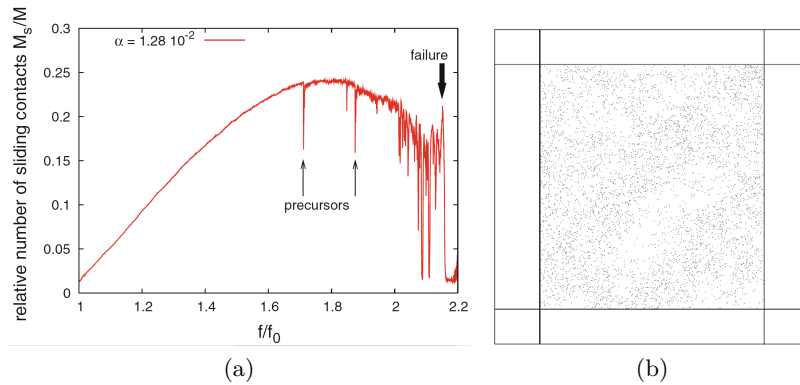 relative number of sliding contacts Mₛ/M
0.3
0.25
0.2
0.15
0.1
0.05
0
α = 1.28 10⁻²
failure
precursors
1
1.2
1.4
1.6
1.8
2
2.2
f/f₀
(a)
(b)